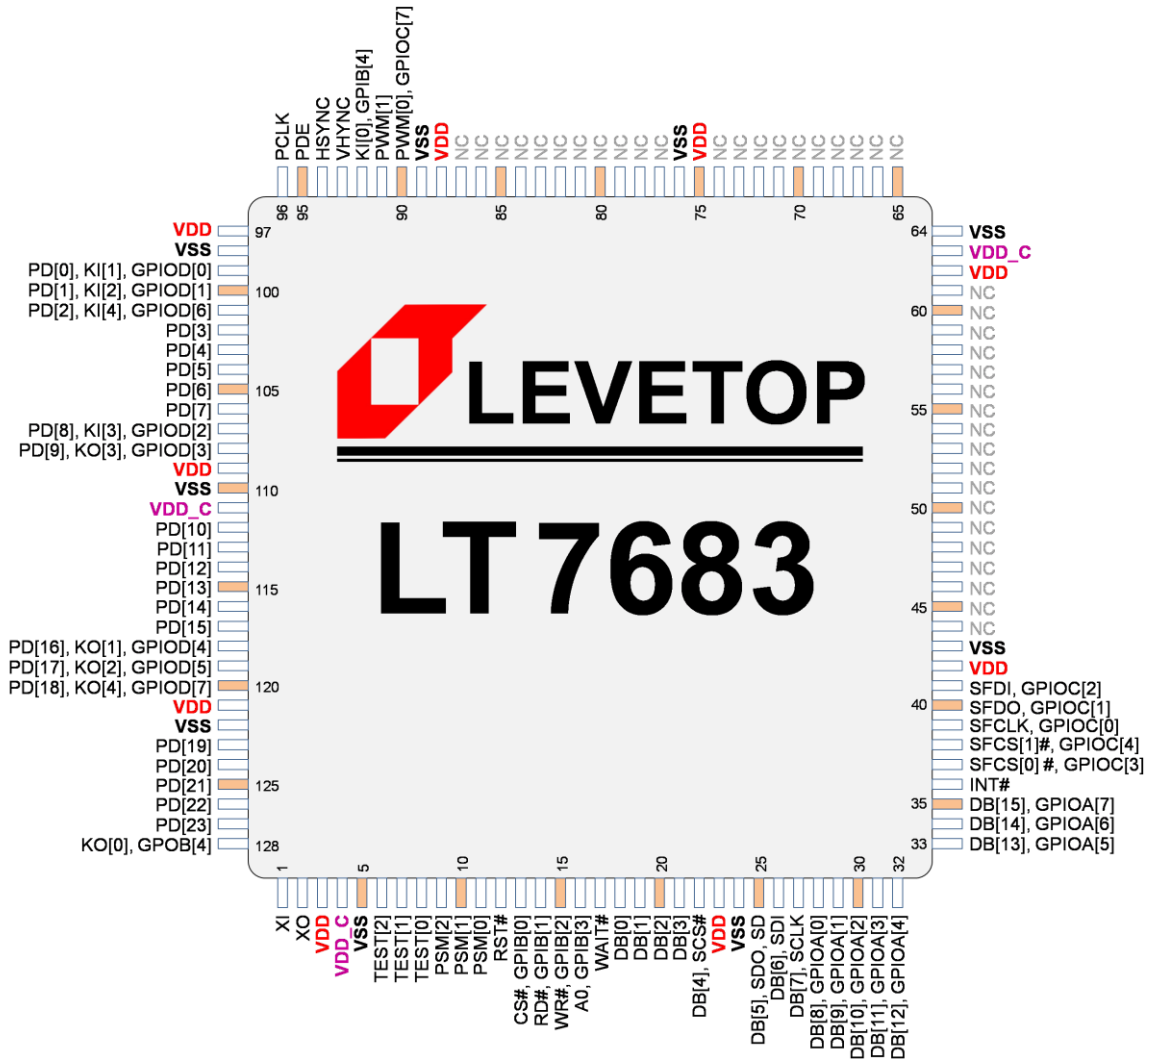 PCLK
PDE
HSYNC
VHYNC
KI[0], GPIB[4]
PWM[1]
PWM[0], GPIOC[7]
VSS
VDD
NC
NC
NC
NC
NC
NC
NC
NC
NC
NC
NC
VSS
VDD
NC
NC
NC
NC
NC
NC
NC
NC
NC
NC
96
95
90
85
80
75
70
65
VDD 97
VSS
PD[0], KI[1], GPIOD[0]
PD[1], KI[2], GPIOD[1] 100
PD[2], KI[4], GPIOD[6]
PD[3]
PD[4]
PD[5]
PD[6] 105
PD[7]
PD[8], KI[3], GPIOD[2]
PD[9], KO[3], GPIOD[3]
VDD
VSS 110
VDD_C
PD[10]
PD[11]
PD[12]
PD[13] 115
PD[14]
PD[15]
PD[16], KO[1], GPIOD[4]
PD[17], KO[2], GPIOD[5]
PD[18], KO[4], GPIOD[7] 120
VDD
VSS
PD[19]
PD[20]
PD[21] 125
PD[22]
PD[23]
KO[0], GPOB[4] 128
LEVETOP
LT7683
64 VSS
VDD_C
VDD
NC
60 NC
NC
NC
NC
NC
55 NC
NC
NC
NC
NC
50 NC
NC
NC
NC
NC
45 NC
NC
VSS
VDD
SFDI, GPIOC[2]
40 SFDO, GPIOC[1]
SFCLK, GPIOC[0]
SFCS[1]#, GPIOC[4]
SFCS[0] #, GPIOC[3]
INT#
35 DB[15], GPIOA[7]
34 DB[14], GPIOA[6]
33 DB[13], GPIOA[5]
1
5
10
15
20
25
30
32
XI
XO
VDD
VDD_C
VSS
TEST[2]
TEST[1]
TEST[0]
PSM[2]
PSM[1]
PSM[0]
RST#
CS#, GPIB[0]
RD#, GPIB[1]
WR#, GPIB[2]
A0, GPIB[3]
WAIT#
DB[0]
DB[1]
DB[2]
DB[3]
DB[4], SCS#
VDD
VSS
DB[5], SDO, SD
DB[6], SDI
DB[7], SCLK
DB[8], GPIOA[0]
DB[9], GPIOA[1]
DB[10], GPIOA[2]
DB[11], GPIOA[3]
DB[12], GPIOA[4]